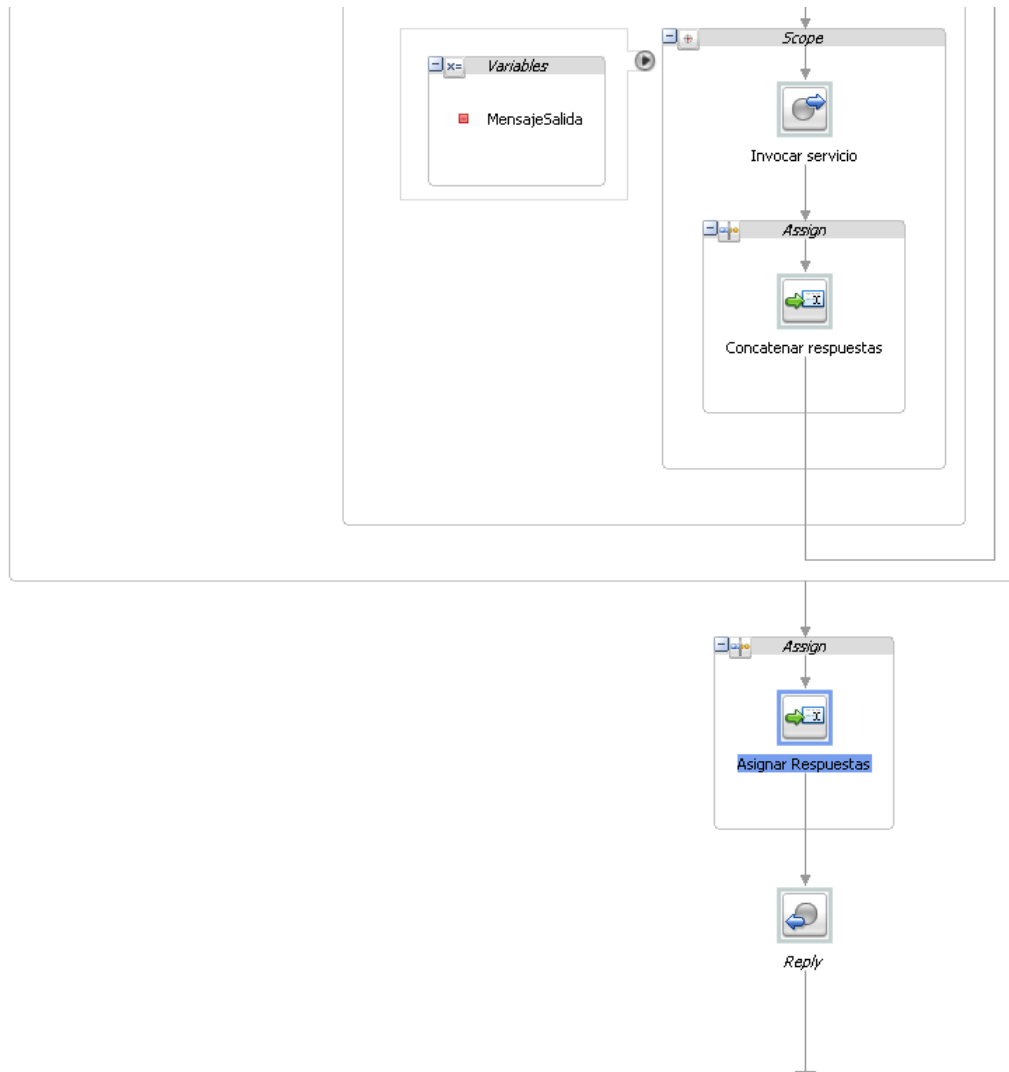 Scope
x= Variables
MensajeSalida
Invocar servicio
Assign
Concatenar respuestas
Assign
Asignar Respuestas
Reply